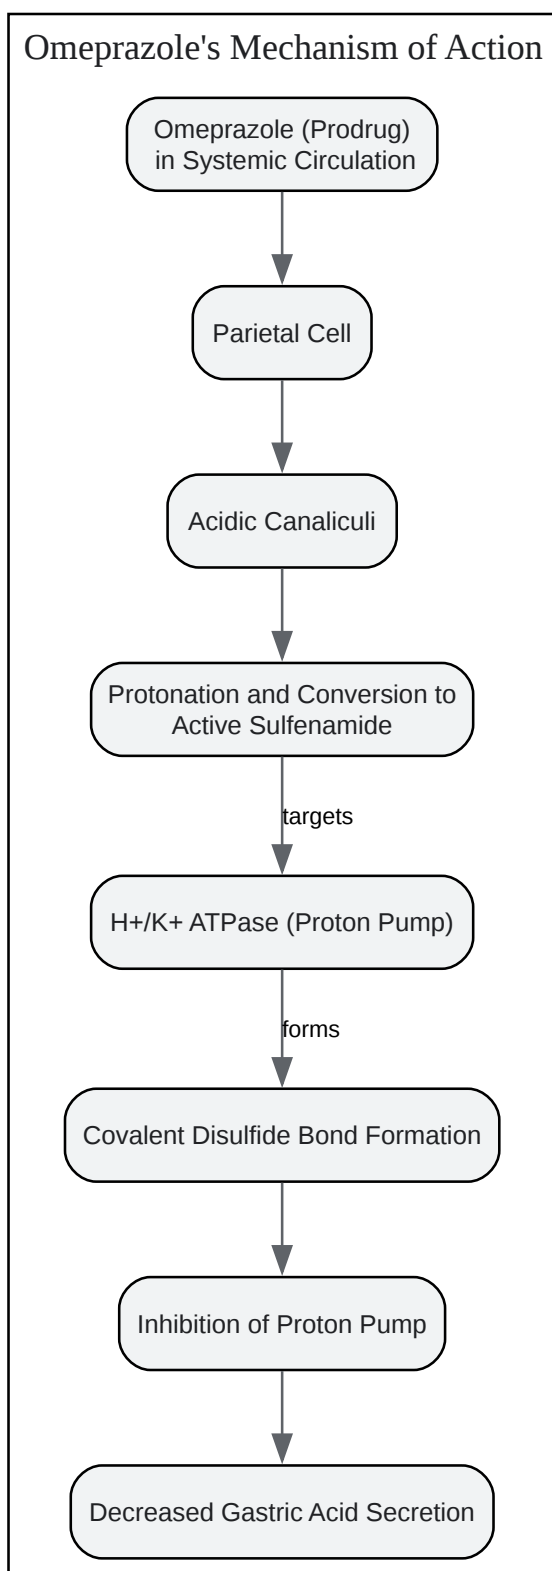 Omeprazole's Mechanism of Action
Omeprazole (Prodrug)
in Systemic Circulation
Parietal Cell
Acidic Canaliculi
Protonation and Conversion to
Active Sulfenamide
targets
H+/K+ ATPase (Proton Pump)
forms
Covalent Disulfide Bond Formation
Inhibition of Proton Pump
Decreased Gastric Acid Secretion